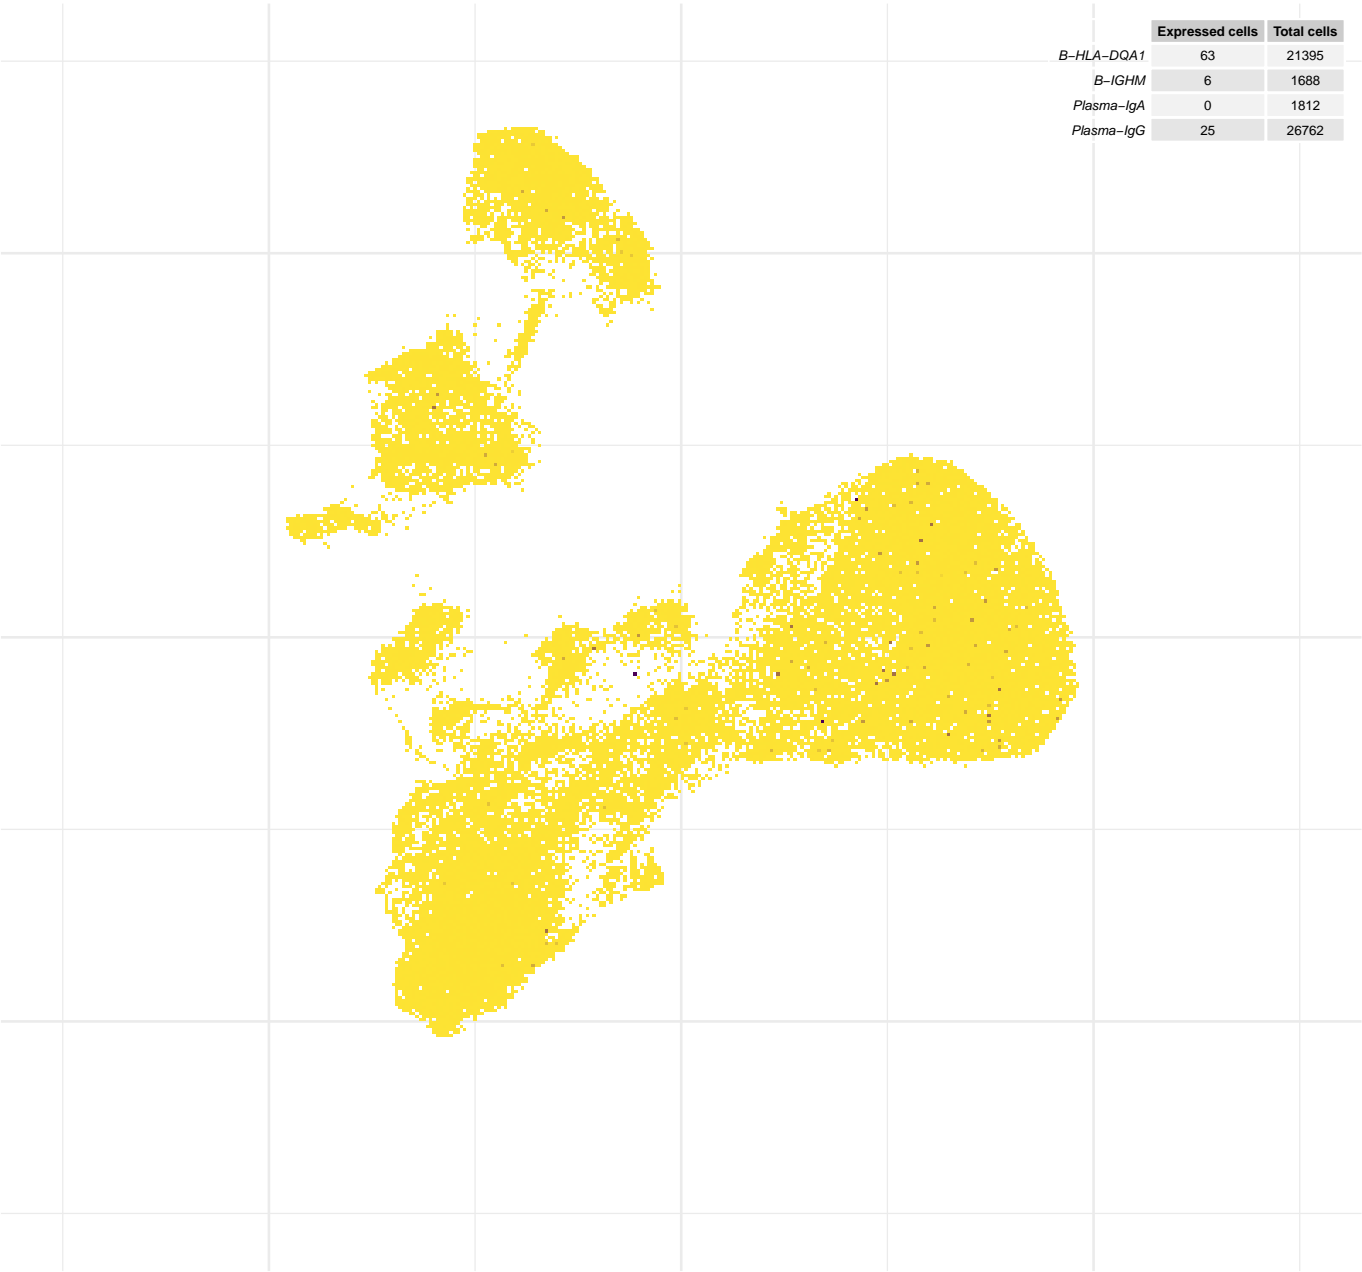 Expressed cells Total cells
B−HLA−DQA1 63 21395
B−IGHM 6 1688
Plasma−IgA 0 1812
Plasma−IgG 25 26762